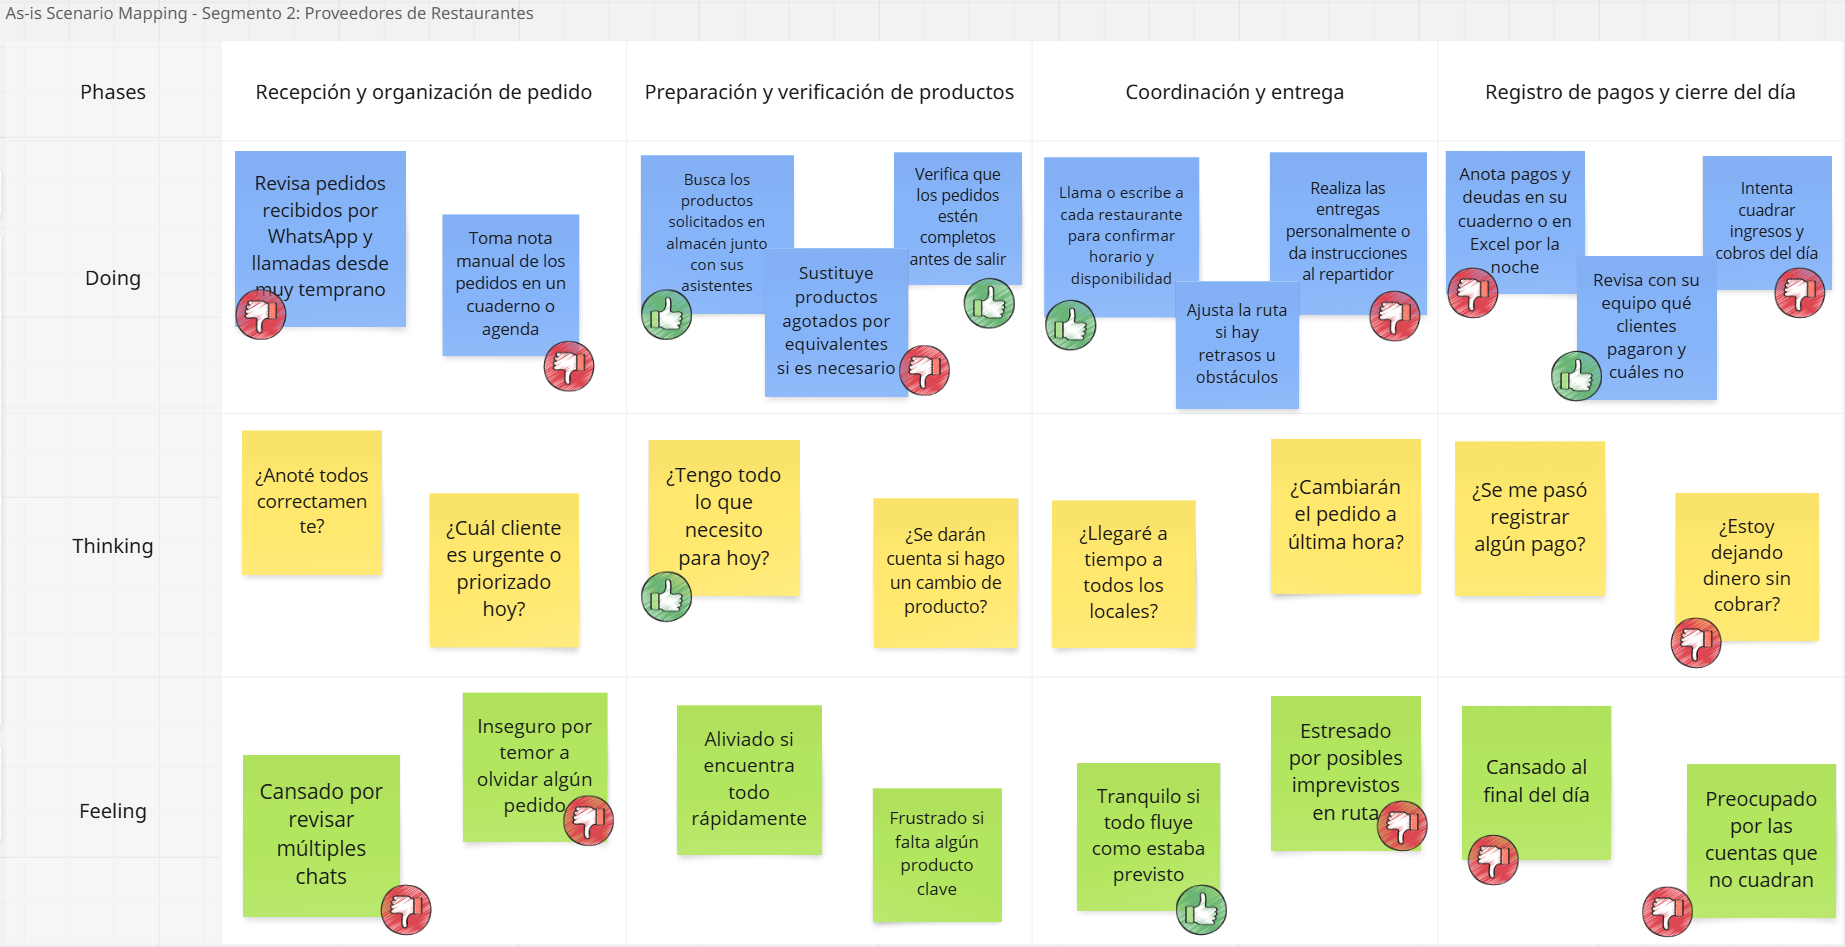 As-is Scenario Mapping - Segmento 2: Proveedores de Restaurantes
Phases
Recepción y organización de pedido
Preparación y verificación de productos
Coordinación y entrega
Registro de pagos y cierre del día
Doing
Revisa pedidos
recibidos por
WhatsApp y
llamadas desde
muy temprano
Toma nota
manual de los
pedidos en un
cuaderno o
agenda
Busca los
productos
solicitados en
almacén junto
con sus
asistentes
Sustituye
productos
agotados por
equivalentes
si es necesario
Verifica que
los pedidos
estén
completos
antes de salir
Llama o escribe a
cada restaurante
para confirmar
horario y
disponibilidad
Ajusta la ruta
si hay
retrasos u
obstáculos
Realiza las
entregas
personalmente o
da instrucciones
al repartidor
Anota pagos y
deudas en su
cuaderno o en
Excel por la
noche
Revisa con su
equipo qué
clientes
pagaron y
cuáles no
Intenta
cuadrar
ingresos y
cobros del día
Thinking
¿Anoté todos
correctamen
te?
¿Cuál cliente
es urgente o
priorizado
hoy?
¿Tengo todo
lo que
necesito
para hoy?
¿Se darán
cuenta si hago
un cambio de
producto?
¿Llegaré a
tiempo a
todos los
locales?
¿Cambiarán
el pedido a
última hora?
¿Se me pasó
registrar
algún pago?
¿Estoy
dejando
dinero sin
cobrar?
Feeling
Cansado por
revisar
múltiples
chats
Inseguro por
temor a
olvidar algún
pedido
Aliviado si
encuentra
todo
rápidamente
Frustrado si
falta algún
producto
clave
Tranquilo si
todo fluye
como estaba
previsto
Estresado
por posibles
imprevistos
en ruta
Cansado al
final del día
Preocupado
por las
cuentas que
no cuadran